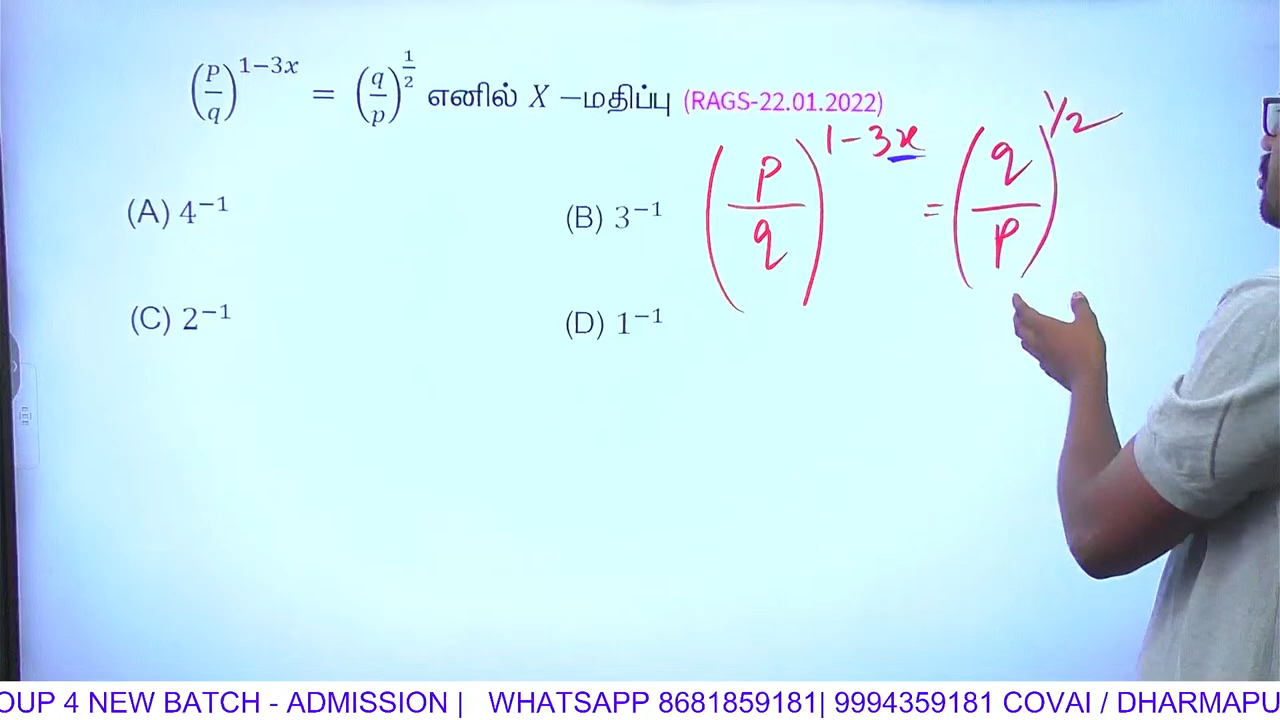 (P/q)^{1−3x} = (q/p)^{1/2} எனில் X −மதிப்பு (RAGS-22.01.2022)
(A) 4^{−1}
(B) 3^{−1}
(C) 2^{−1}
(D) 1^{−1}
(p/q)^{1−3x} = (q/p)^{1/2}
OUP 4 NEW BATCH - ADMISSION | WHATSAPP 8681859181| 9994359181 COVAI / DHARMAPU